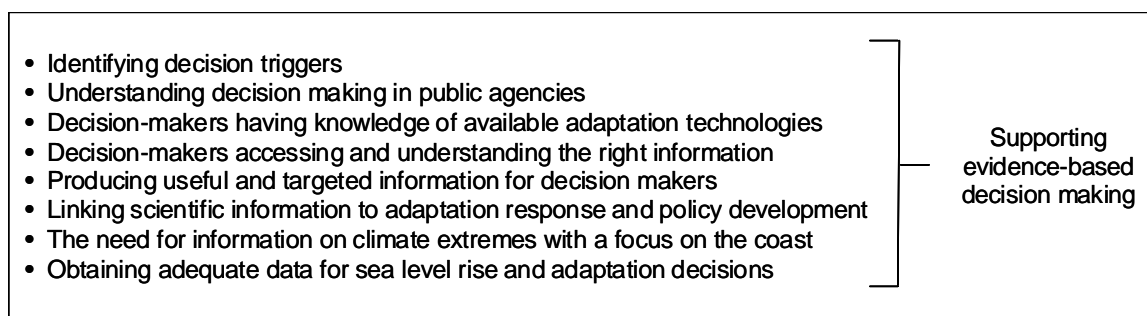 • Identifying decision triggers
• Understanding decision making in public agencies
• Decision-makers having knowledge of available adaptation technologies
• Decision-makers accessing and understanding the right information
• Producing useful and targeted information for decision makers
• Linking scientific information to adaptation response and policy development
• The need for information on climate extremes with a focus on the coast
• Obtaining adequate data for sea level rise and adaptation decisions
Supporting
evidence-based
decision making